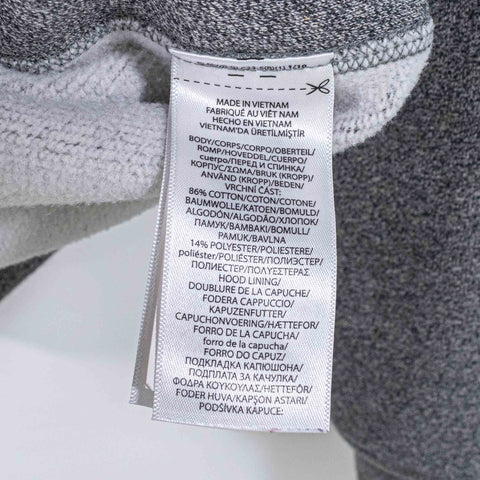 MADE IN VIETNAM
FABRIQUÉ AU VIÊT NAM
HECHO EN VIETNAM
VIETNAM'DA ÜRETİLMİŞTİR
BODY/CORPS/CORPO/OBERTEIL/
ROMP/HOVEDDEL/CUERPO/
cuerpo/ПЕРЕД И СПИНКА/
КОРПУС/ΣΩΜΑ/BRUK (KROPP)/
ANVÄND (KROPP)/BEDEN/
VRCHNÍ ČÁST:
86% COTTON/COTON/COTONE/
BAUMWOLLE/KATOEN/BOMULD/
ALGODÓN/ALGODÃO/ХЛОПОК/
ПАМУК/ΒΑΜΒΑΚΙ/BOMULL/
PAMUK/BAVLNA
14% POLYESTER/POLIESTERE/
poliéster/POLIÉSTER/ПОЛИЭСТЕР/
ПОЛИЕСТЕР/ΠΟΛΥΕΣΤΕΡΑΣ
HOOD LINING/
DOUBLURE DE LA CAPUCHE/
FODERA CAPPUCCIO/
KAPUZENFUTTER/
CAPUCHONVOERING/HÆTTEFOR/
FORRO DE LA CAPUCHA/
forro de la capucha/
FORRO DO CAPUZ/
ПОДКЛАДКА КАПЮШОНА/
ПОДПЛАТА ЗА КАЧУЛКА/
ΦΟΔΡΑ ΚΟΥΚΟΥΛΑΣ/HETTEFÓR/
FODER HUVA/KAPŞON ASTARI/
PODŠÍVKA KAPUCE: